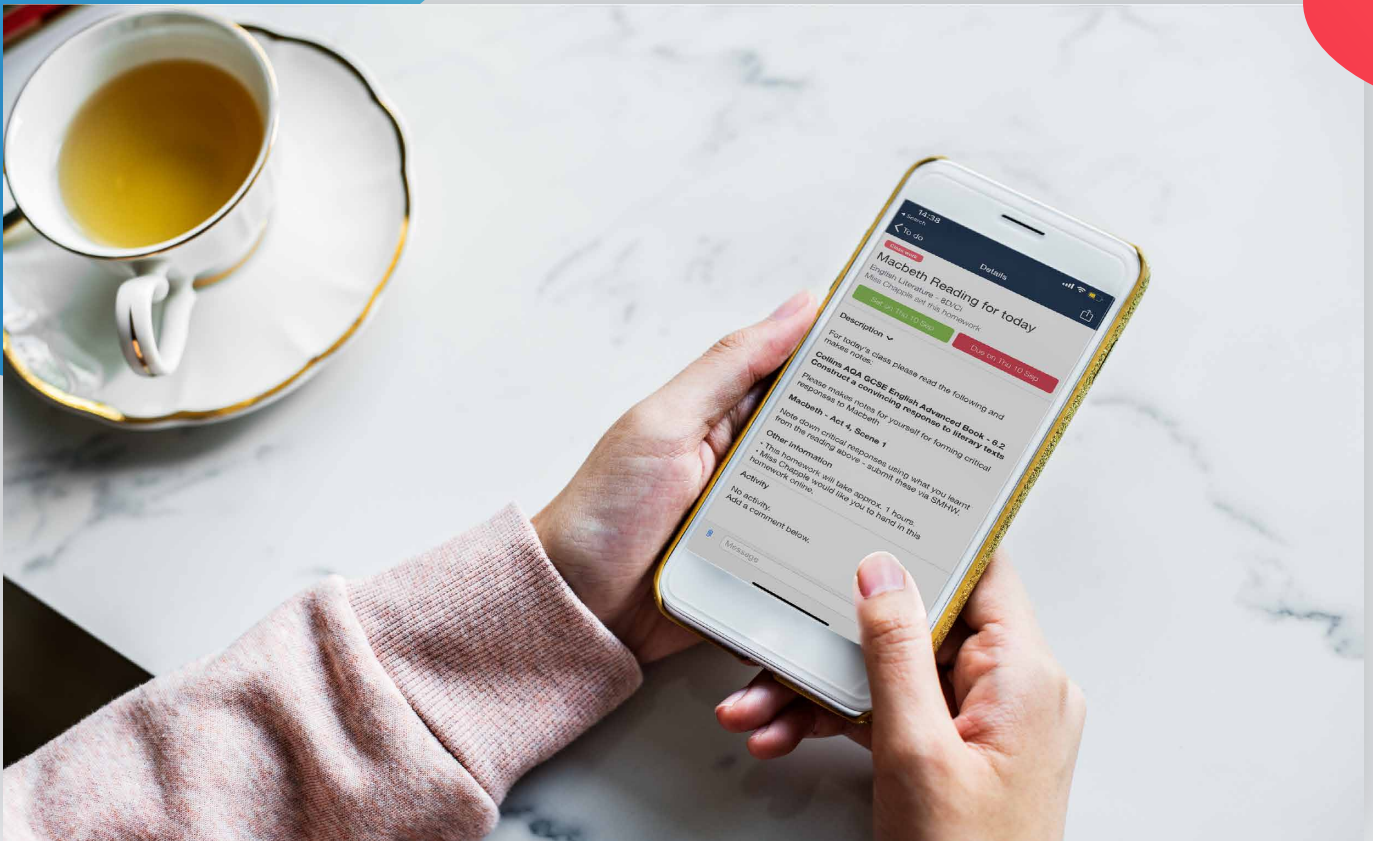 14:38
Search
To do
Details
Class work
Macbeth Reading for today
English Literature - 8D/Ci
Miss Chapple set this homework
Set on Thu 10 Sep
Due on Thu 10 Sep
Description
For today's class please read the following and
makes notes.
Collins AQA GCSE English Advanced Book - 6.2
Construct a convincing response to literary texts
Please makes notes for yourself for forming critical
responses to Macbeth
Macbeth - Act 4, Scene 1
Note down critical responses using what you learnt
from the reading above - submit these via SMHW.
Other information
• This homework will take approx. 1 hours.
• Miss Chapple would like you to hand in this
homework online.
Activity
No activity.
Add a comment below.
Message